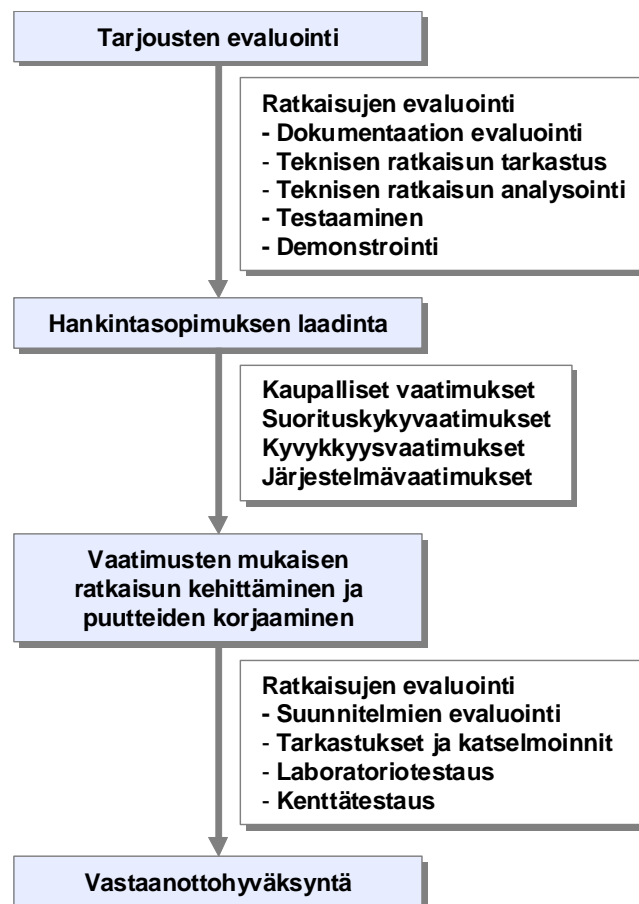 Tarjousten evaluointi
Ratkaisujen evaluointi
- Dokumentaation evaluointi
- Teknisen ratkaisun tarkastus
- Teknisen ratkaisun analysointi
- Testaaminen
- Demonstrointi
Hankintasopimuksen laadinta
Kaupalliset vaatimukset
Suorituskykyvaatimukset
Kyvykkyysvaatimukset
Järjestelmävaatimukset
Vaatimusten mukaisen
ratkaisun kehittäminen ja
puutteiden korjaaminen
Ratkaisujen evaluointi
- Suunnitelmien evaluointi
- Tarkastukset ja katselmoinnit
- Laboratoriotestaus
- Kenttätestaus
Vastaanottohyväksyntä